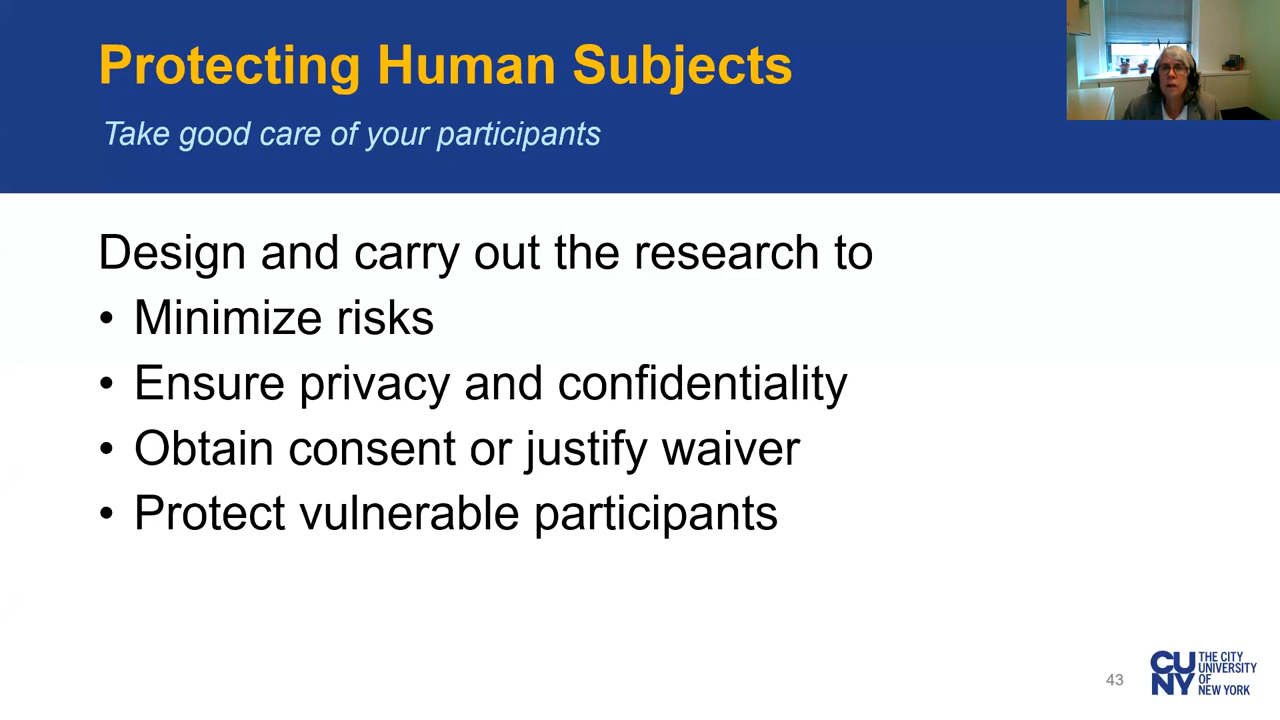 Protecting Human Subjects
Take good care of your participants
Design and carry out the research to
• Minimize risks
• Ensure privacy and confidentiality
• Obtain consent or justify waiver
• Protect vulnerable participants
43
CU
NY
THE CITY
UNIVERSITY
OF
NEW YORK